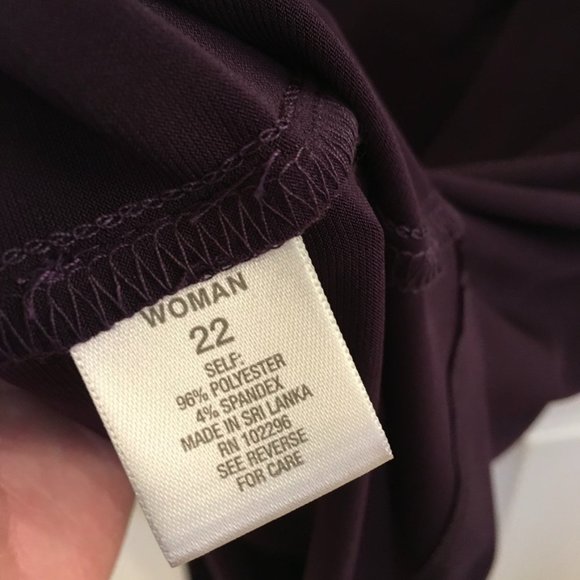 WOMAN
22
SELF:
96% POLYESTER
4% SPANDEX
MADE IN SRI LANKA
RN 102296
SEE REVERSE
FOR CARE